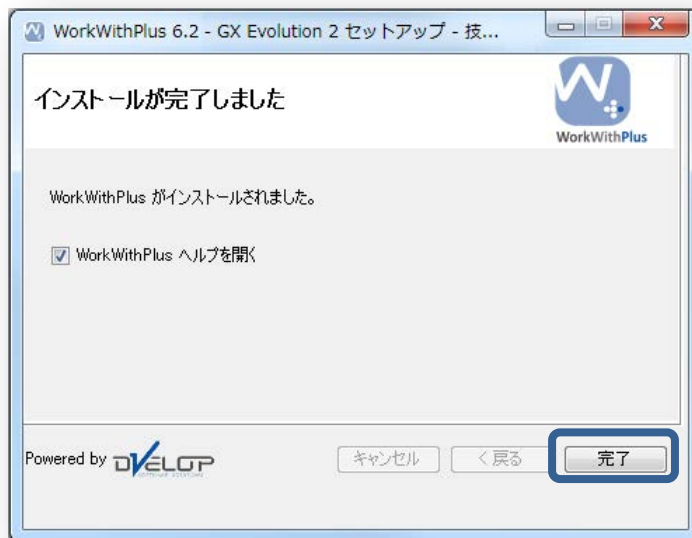 WorkWithPlus 6.2 - GX Evolution 2 セットアップ - 技...
インストールが完了しました
WorkWithPlus
WorkWithPlus がインストールされました。
WorkWithPlus ヘルプを開く
Powered by DVELOP
SOFTWARE SOLUTIONS
キャンセル
< 戻る
完了